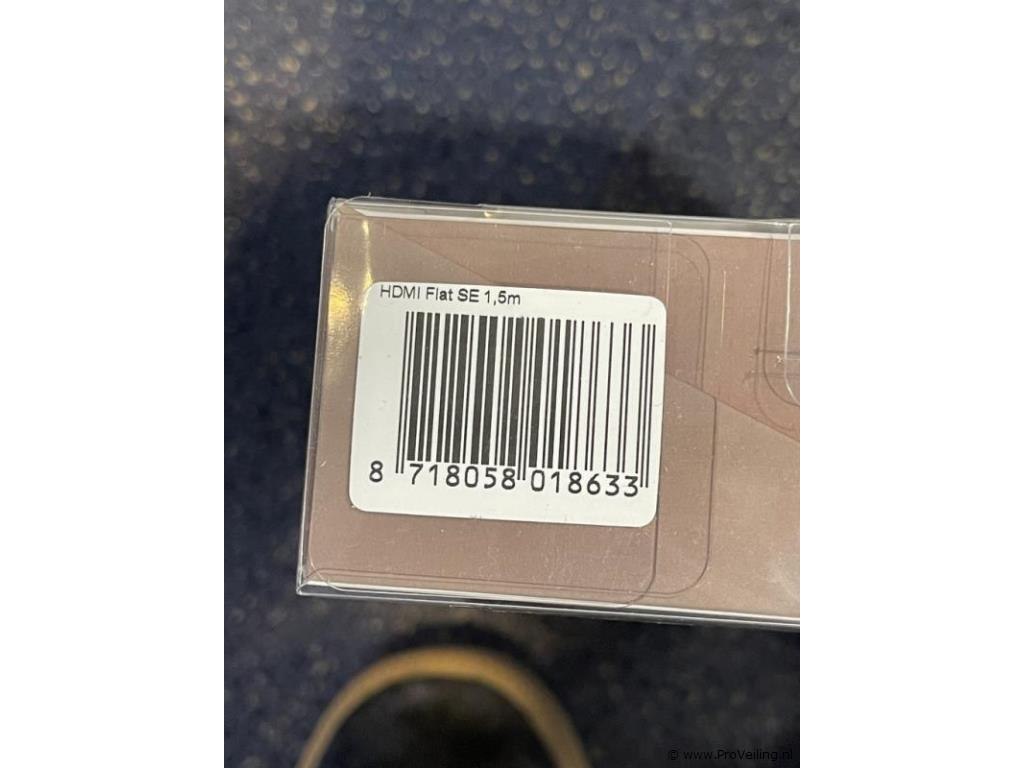 HDMI Flat SE 1,5m
8 718058 018633
© www.ProVeiling.nl